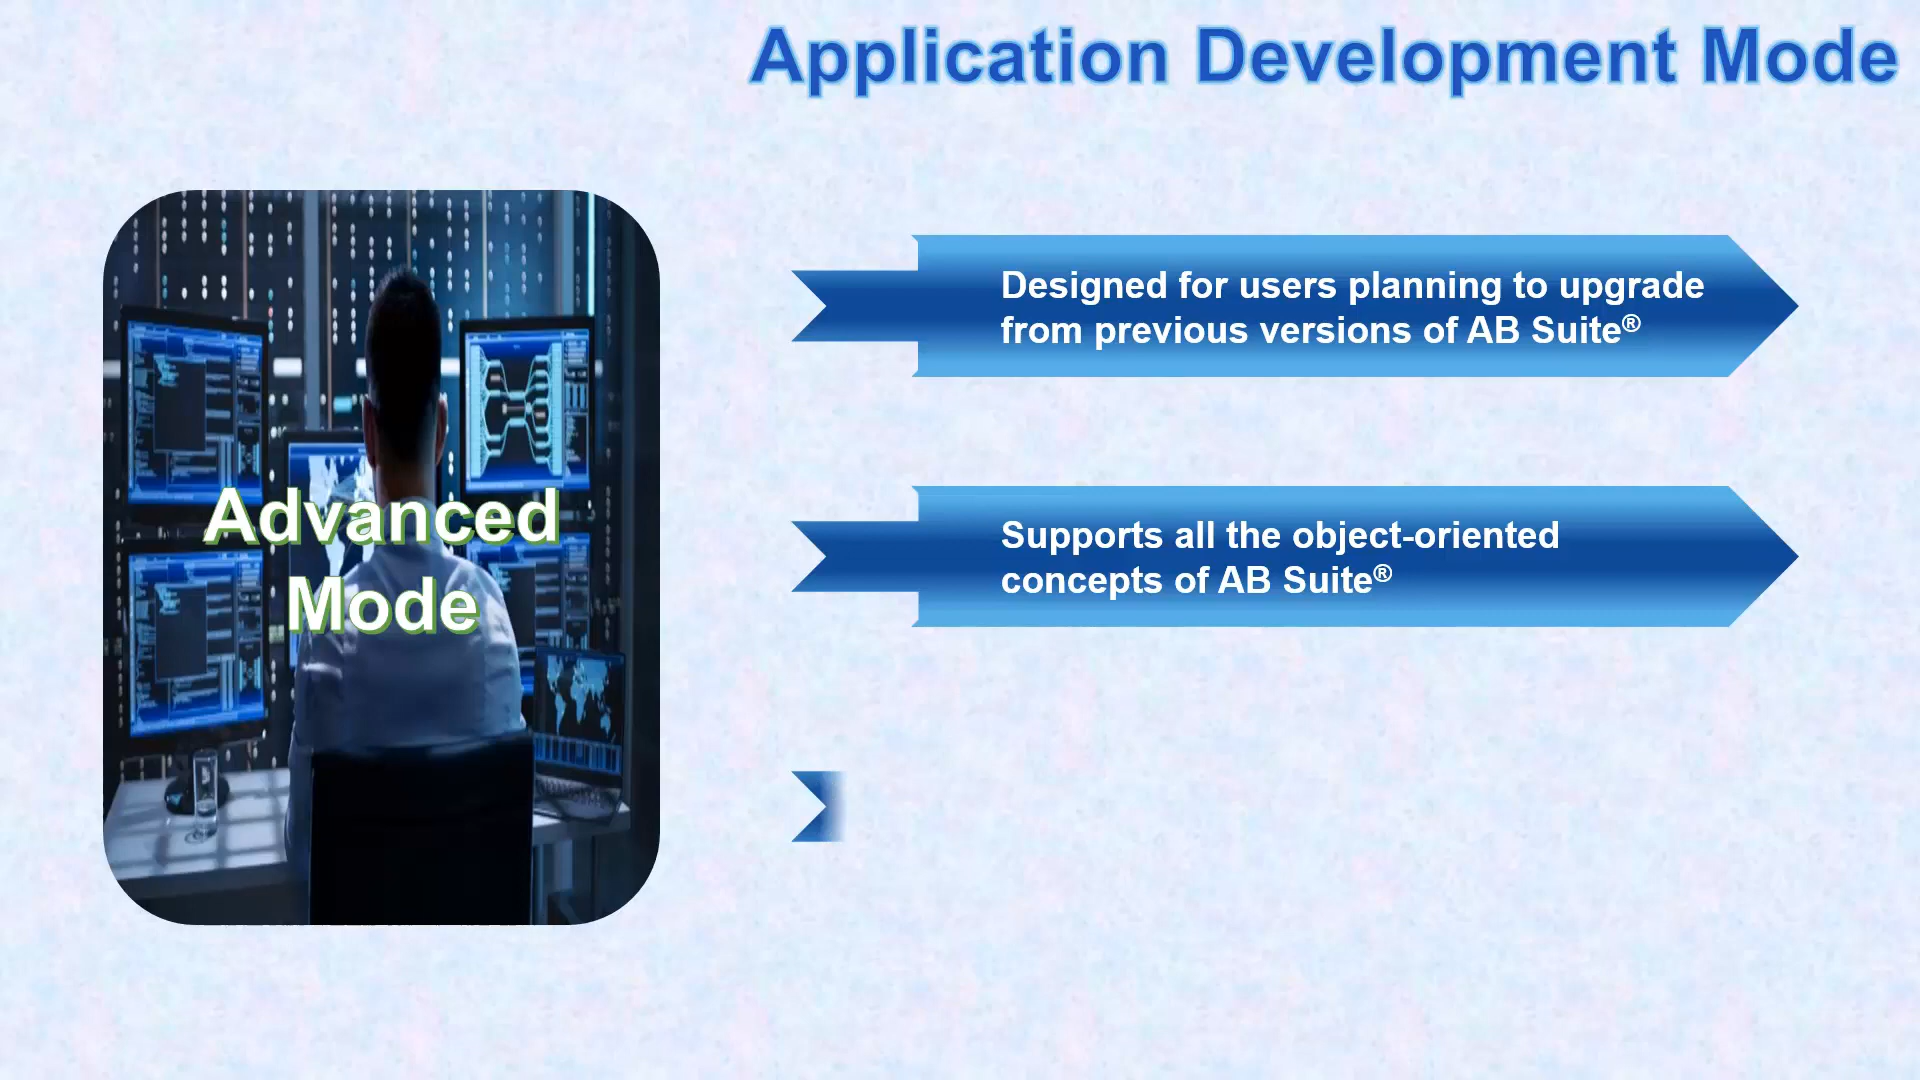 Application Development Mode
Advanced
Mode
Designed for users planning to upgrade
from previous versions of AB Suite®
Supports all the object-oriented
concepts of AB Suite®